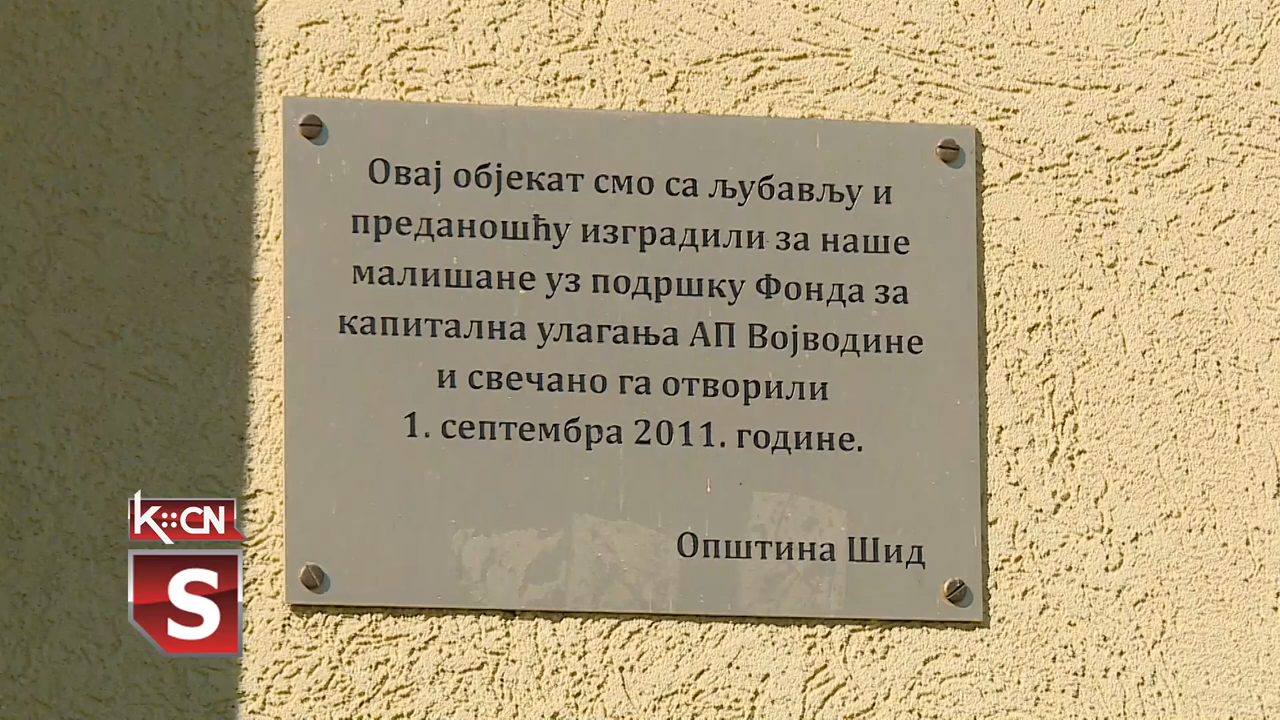 Овај објекат смо са љубављу и
преданошћу изградили за наше
малишане уз подршку Фонда за
капитална улагања АП Војводине
и свечано га отворили
1. септембра 2011. године.
Општина Шид
K::CN
S